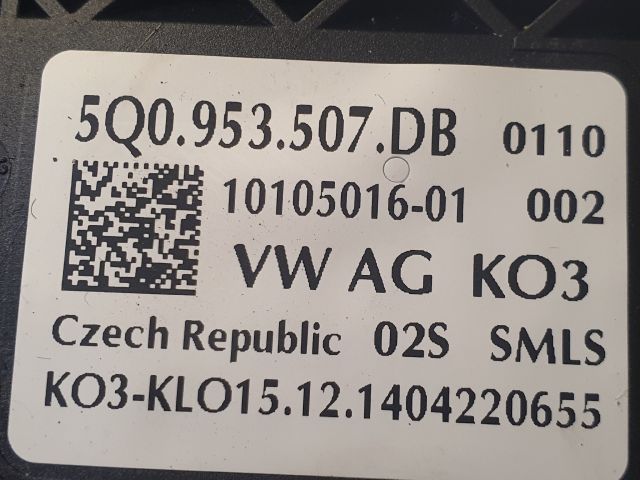 5Q0.953.507.DB 0110
10105016-01 002
VW AG KO3
Czech Republic 02S SMLS
KO3-KLO15.12.1404220655